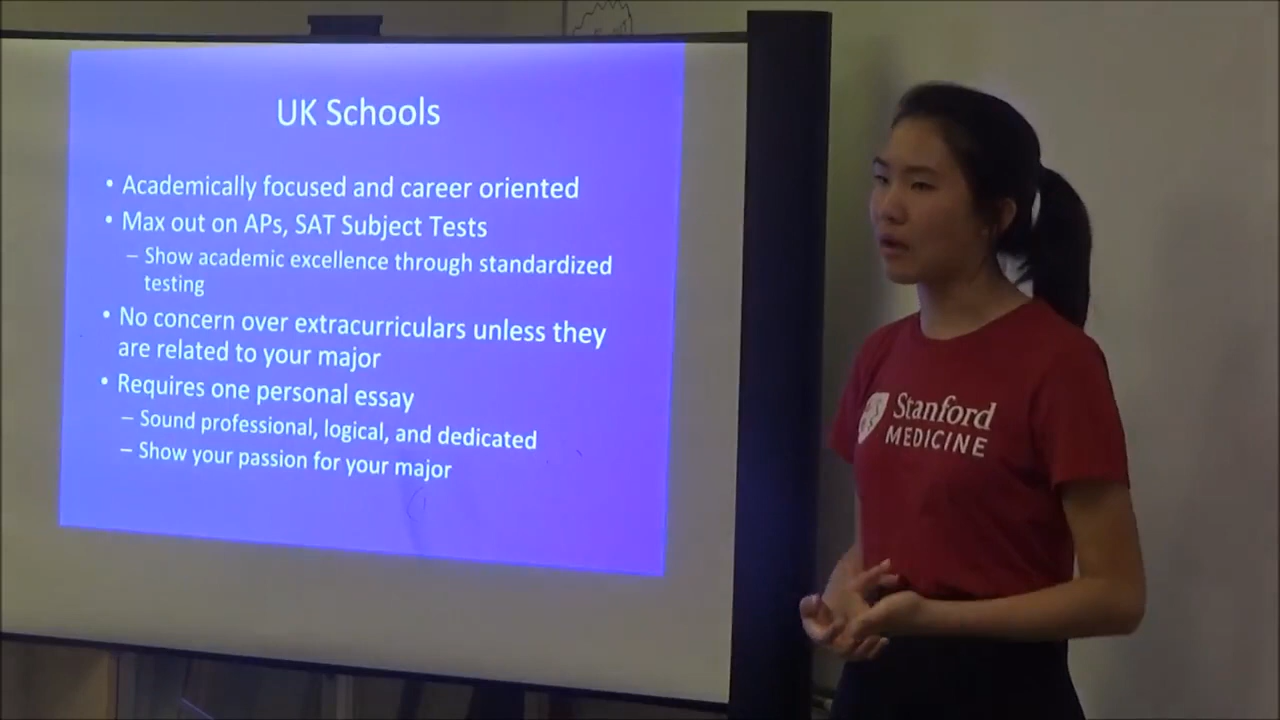 UK Schools
• Academically focused and career oriented
• Max out on APs, SAT Subject Tests
– Show academic excellence through standardized
testing
• No concern over extracurriculars unless they
are related to your major
• Requires one personal essay
– Sound professional, logical, and dedicated
– Show your passion for your major
Stanford
MEDICINE